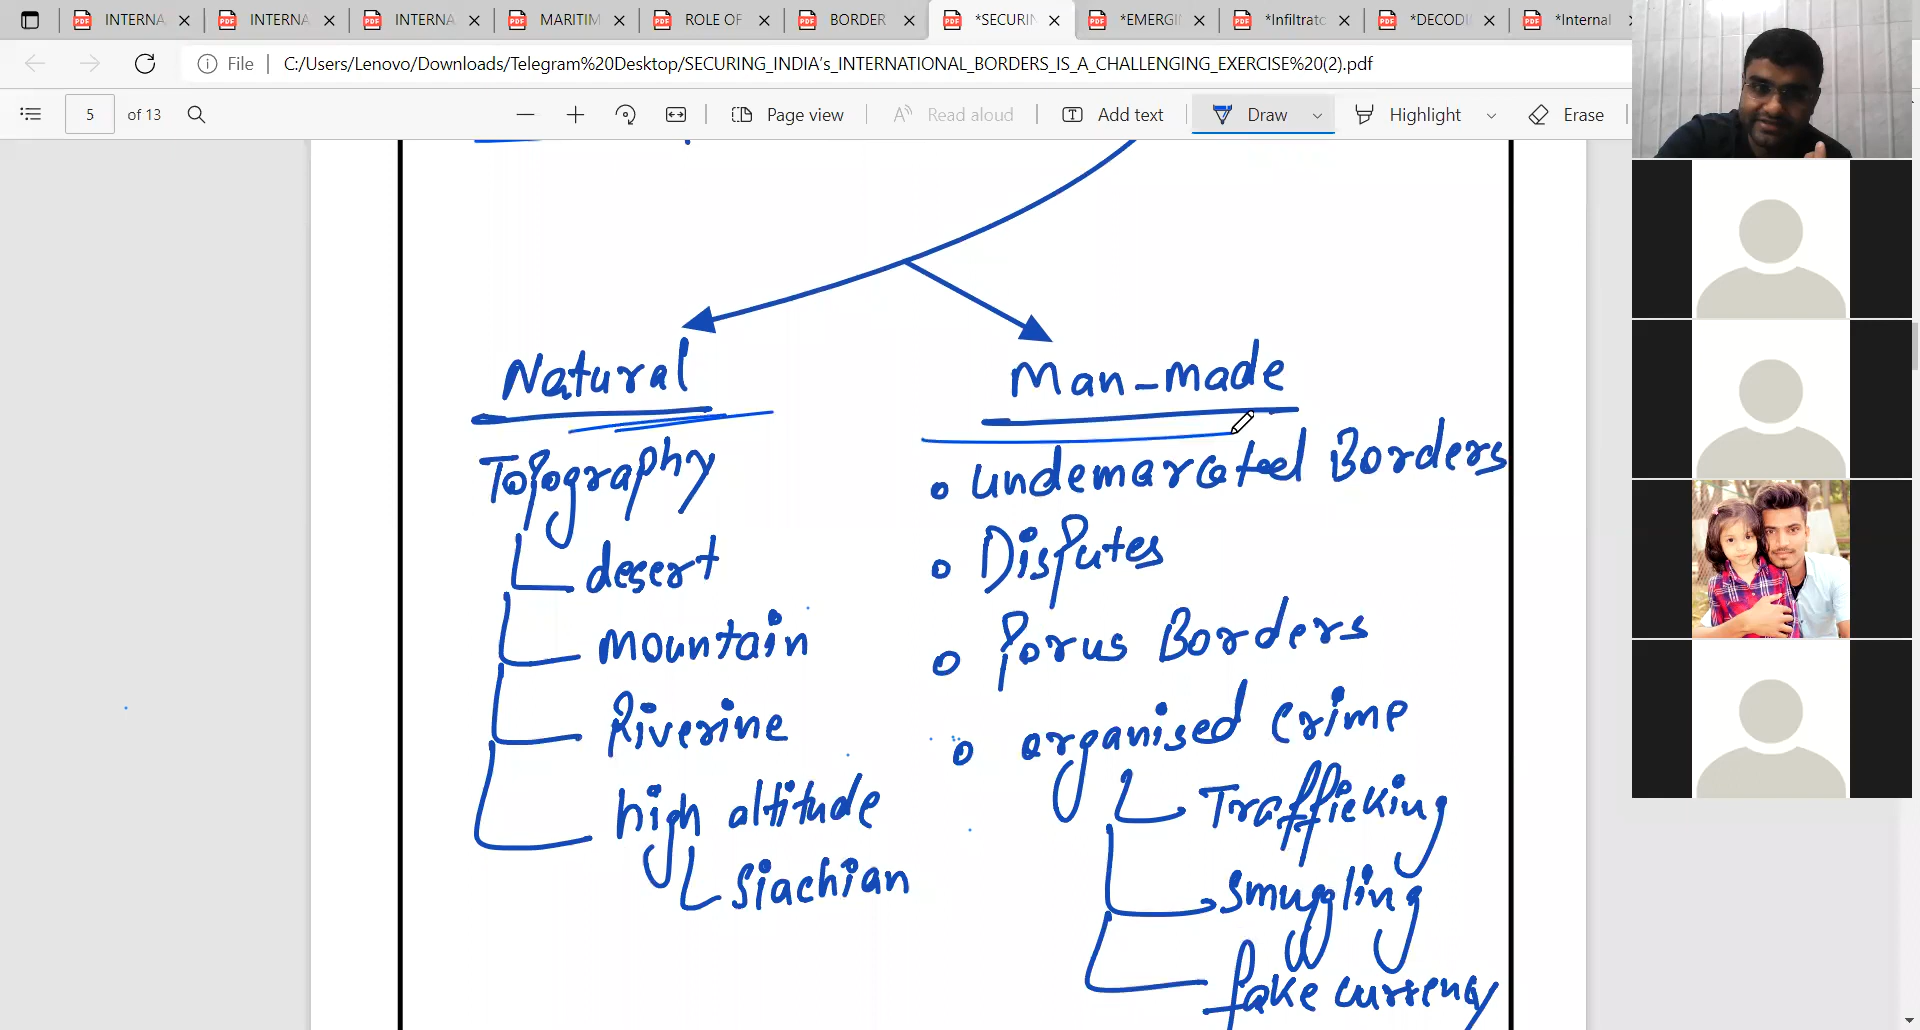 INTERNA
INTERNA
INTERNA
MARITIM
ROLE OF
BORDER
*SECURIN
*EMERGI
*Infiltrato
*DECODI
*Internal
File
C:/Users/Lenovo/Downloads/Telegram%20Desktop/SECURING_INDIA's_INTERNATIONAL_BORDERS_IS_A_CHALLENGING_EXERCISE%20(2).pdf
5 of 13
Page view
Read aloud
Add text
Draw
Highlight
Erase
Natural
Topography
desert
mountain
Riverine
high altitude
Siachian
Man-made
undemarcated Borders
Disputes
Porus Borders
organised crime
Trafficking
Smuggling
fake currency